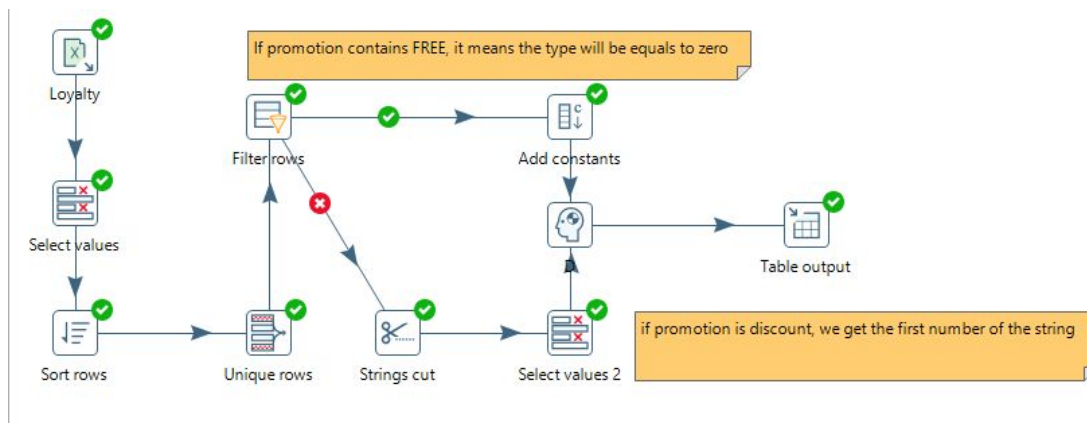 If promotion contains FREE, it means the type will be equals to zero
Loyalty
Filter rows
Add constants
Select values
D
Table output
if promotion is discount, we get the first number of the string
Sort rows
Unique rows
Strings cut
Select values 2